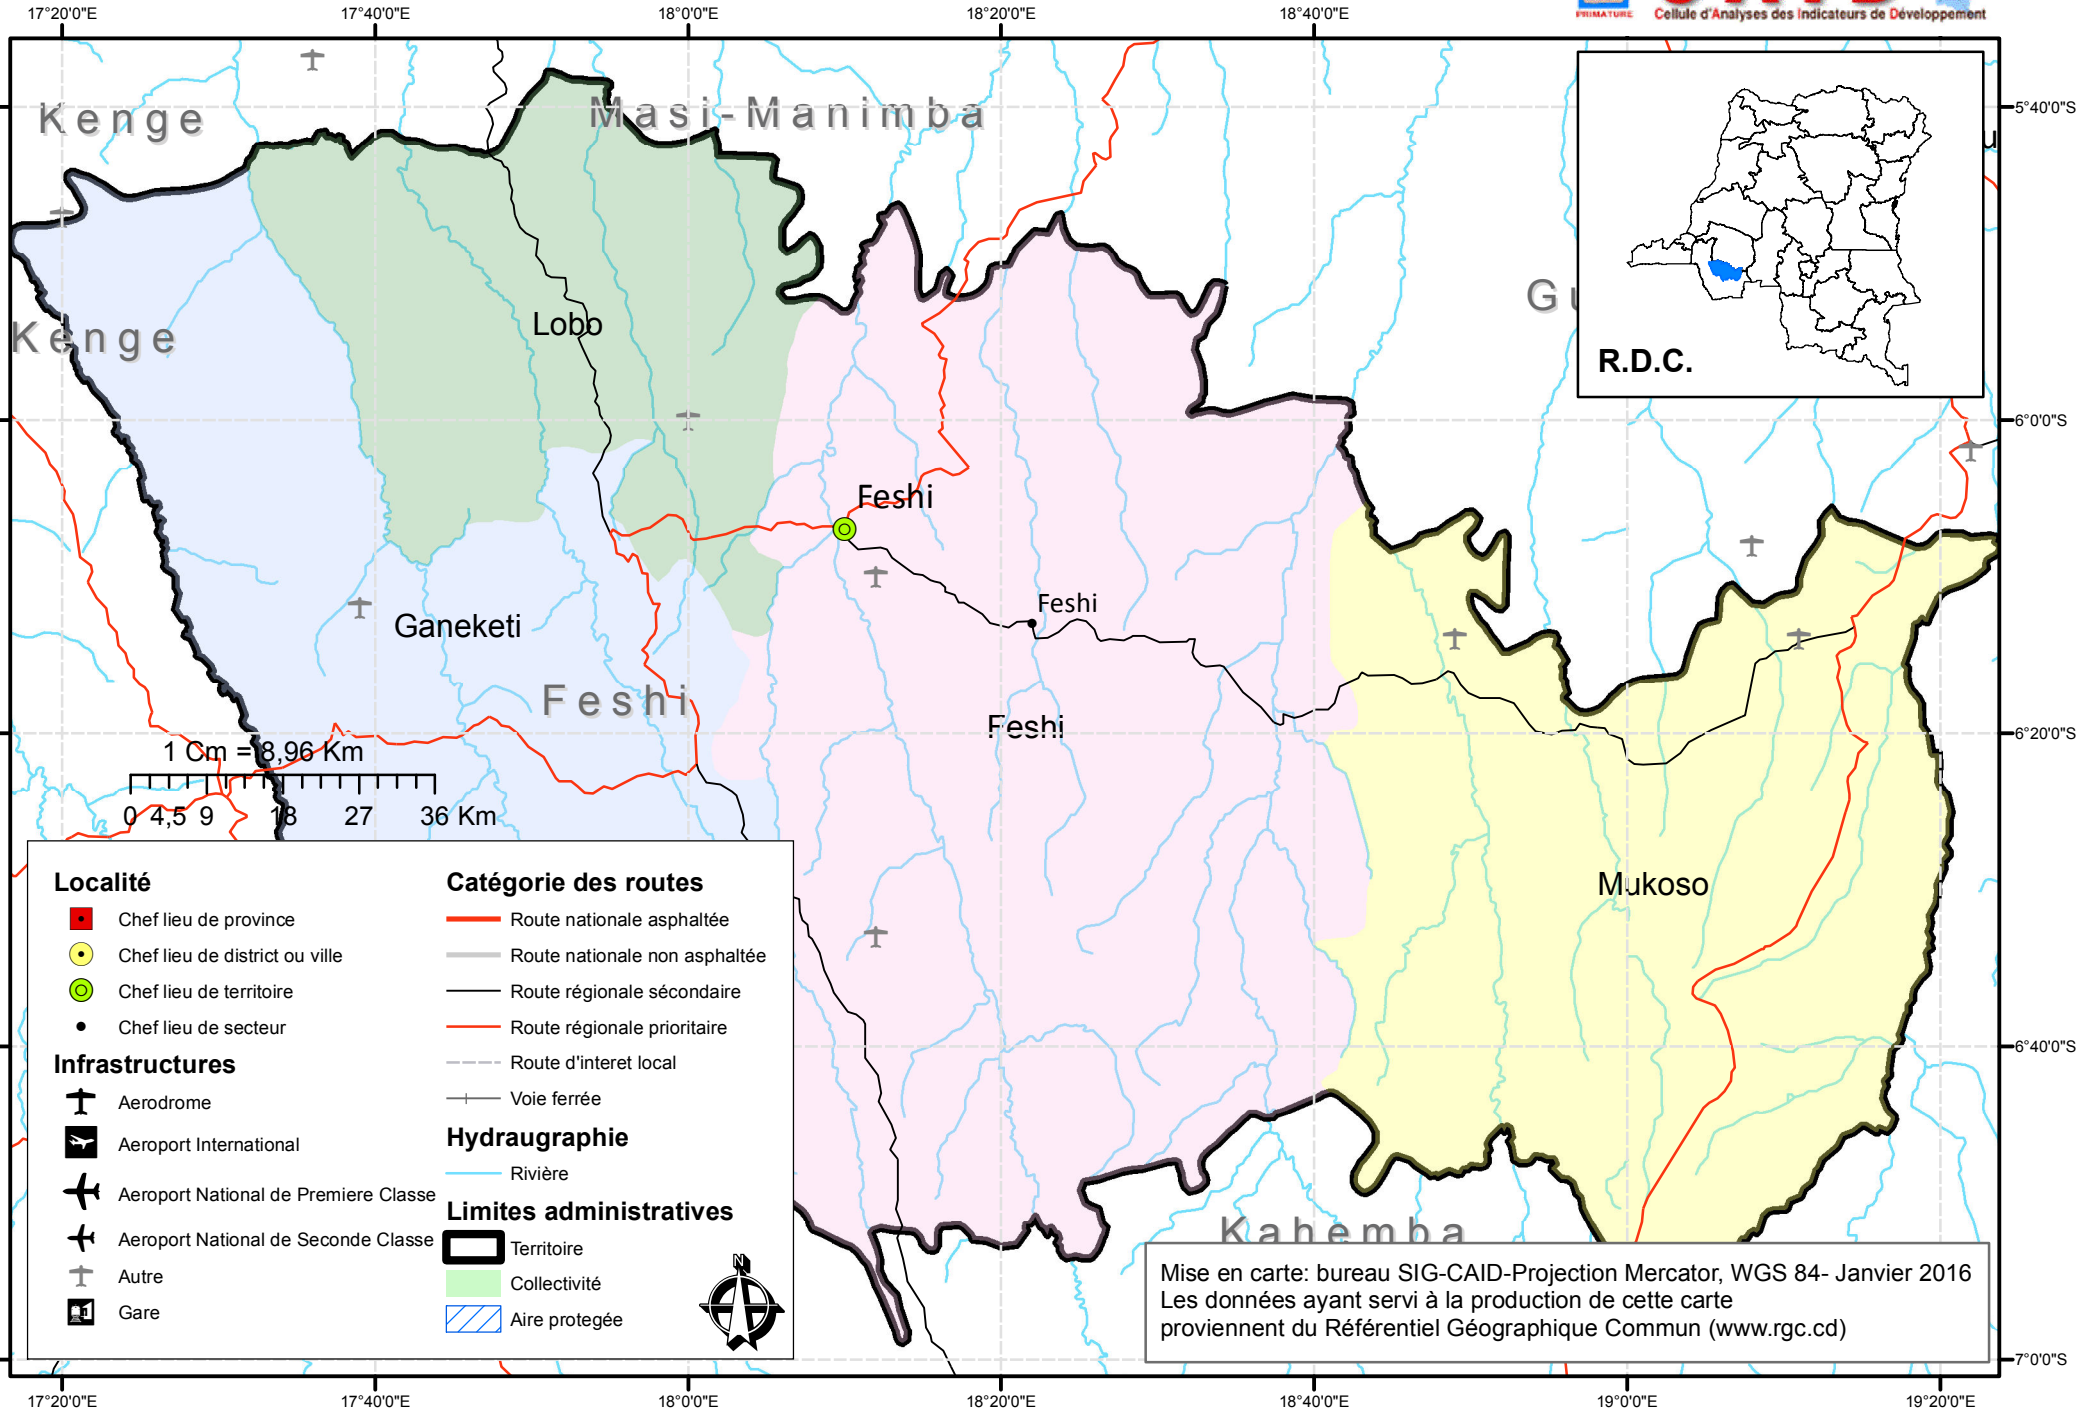 17°20'0"E
17°40'0"E
18°0'0"E
18°20'0"E
18°40'0"E
PRIMATURE
Cellule d'Analyses des Indicateurs de Développement
Kenge
Masi-Manimba
5°40'0"S
Kenge
Lobo
Gu
R.D.C.
6°0'0"S
Feshi
Feshi
Ganeketi
Feshi
Feshi
6°20'0"S
1 Cm = 8,96 Km
0 4,5 9 18 27 36 Km
Mukoso
Localité
Chef lieu de province
Chef lieu de district ou ville
Chef lieu de territoire
Chef lieu de secteur
Infrastructures
Aerodrome
Aeroport International
Aeroport National de Premiere Classe
Aeroport National de Seconde Classe
Autre
Gare
Catégorie des routes
Route nationale asphaltée
Route nationale non asphaltée
Route régionale sécondaire
Route régionale prioritaire
Route d'interet local
Voie ferrée
Hydraugraphie
Rivière
Limites administratives
Territoire
Collectivité
Aire protegée
N
6°40'0"S
Kahemba
Mise en carte: bureau SIG-CAID-Projection Mercator, WGS 84- Janvier 2016
Les données ayant servi à la production de cette carte
proviennent du Référentiel Géographique Commun (www.rgc.cd)
7°0'0"S
17°20'0"E
17°40'0"E
18°0'0"E
18°20'0"E
18°40'0"E
19°0'0"E
19°20'0"E